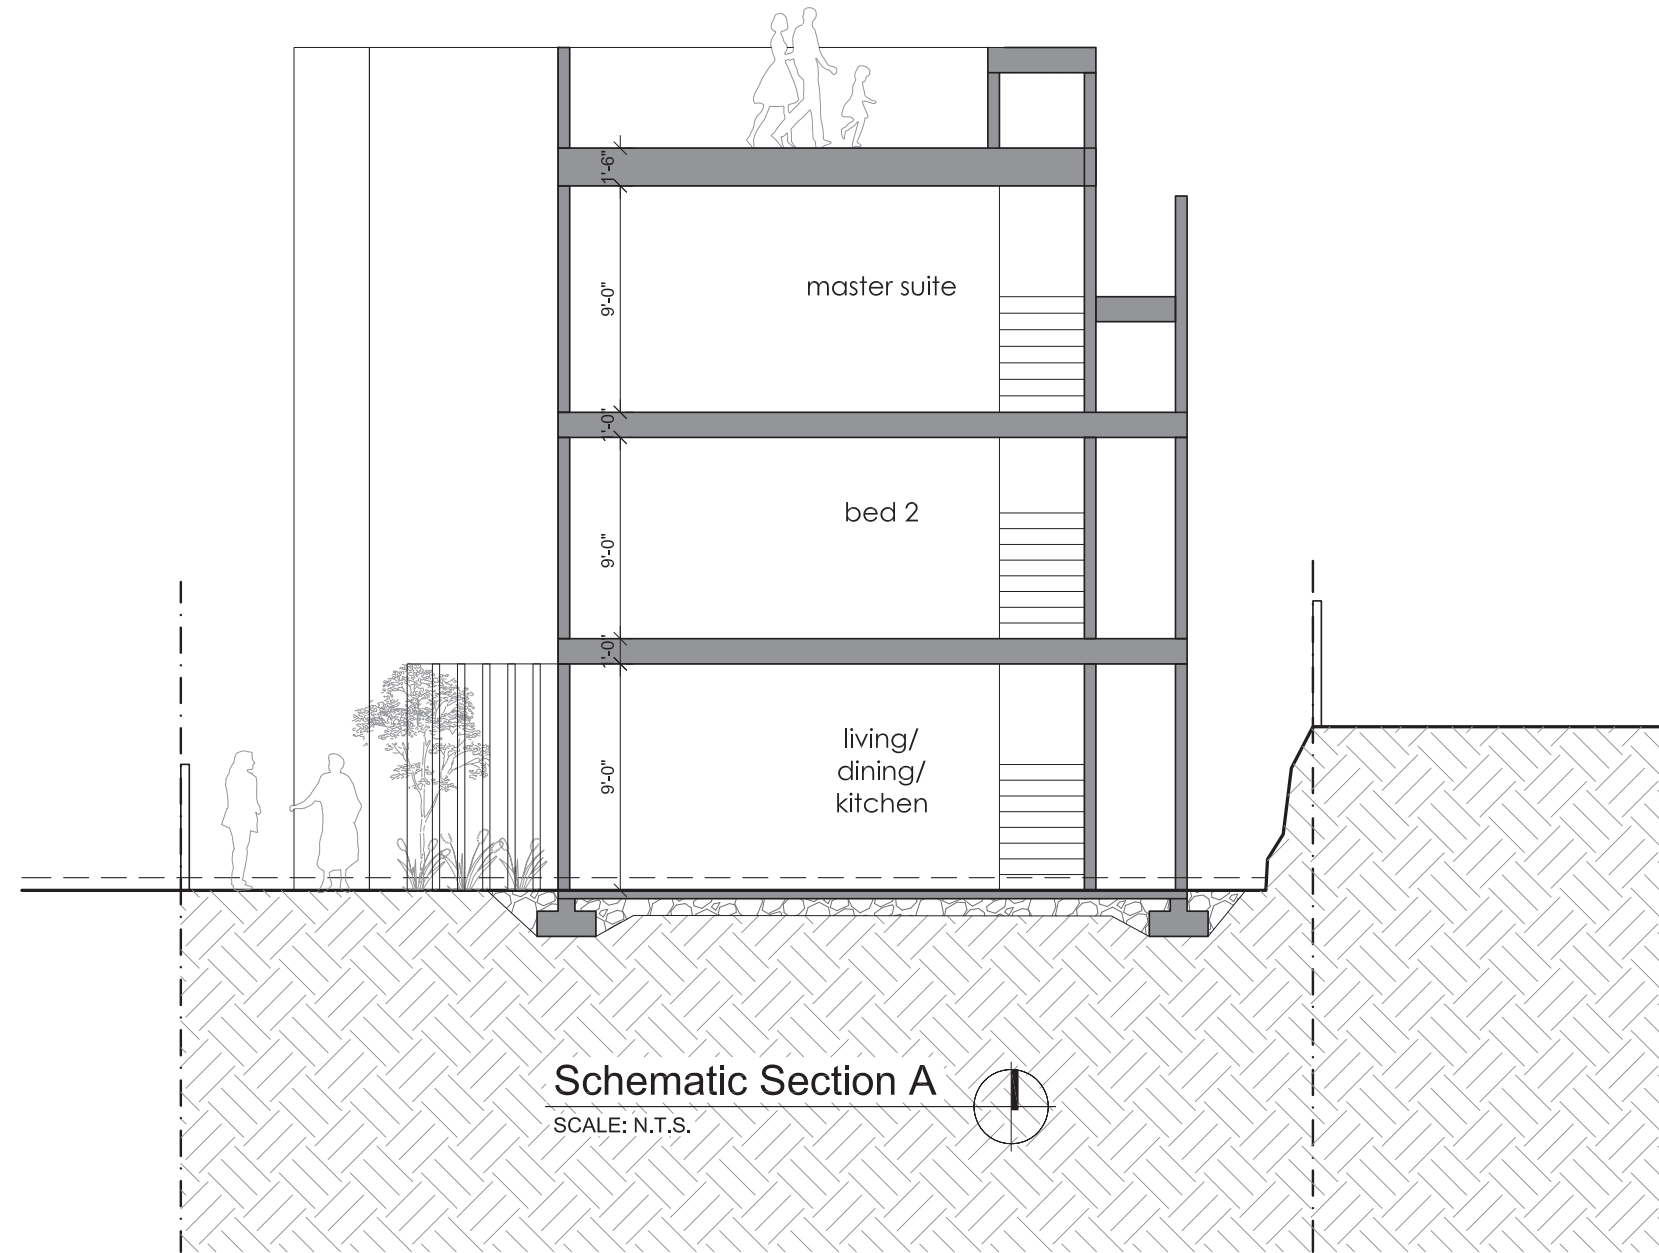 1'-6"
master suite
9'-0"
1'-0"
bed 2
9'-0"
1'-0"
living/
dining/
kitchen
9'-0"
Schematic Section A
SCALE: N.T.S.